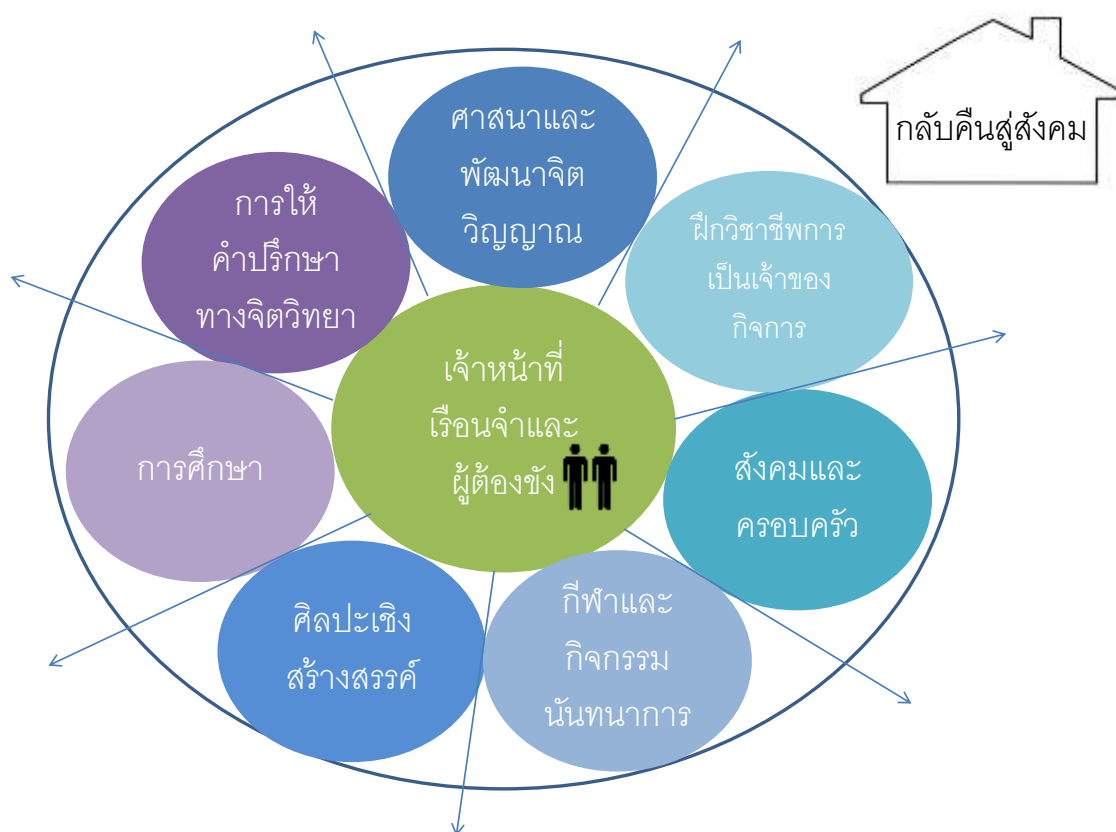 ศาสนาและ
พัฒนาจิต
วิญญาณ
กลับคืนสู่สังคม
การให้
คำปรึกษา
ทางจิตวิทยา
ฝึกวิชาชีพการ
เป็นเจ้าของ
กิจการ
เจ้าหน้าที่
เรือนจำและ
ผู้ต้องขัง
การศึกษา
สังคมและ
ครอบครัว
ศิลปะเชิง
สร้างสรรค์
กีฬาและ
กิจกรรม
นันทนาการ